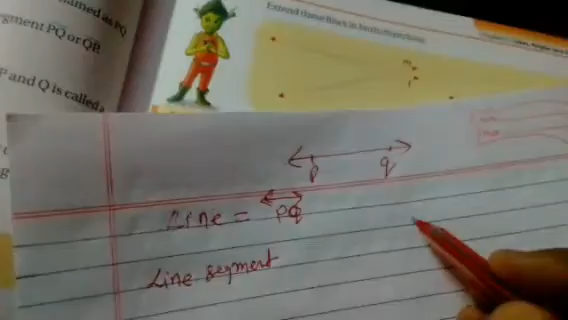 named as PQ
segment PQ or QP.
P and Q is called a
Extend these lines in both directions
P q
Line = PQ
Line segment